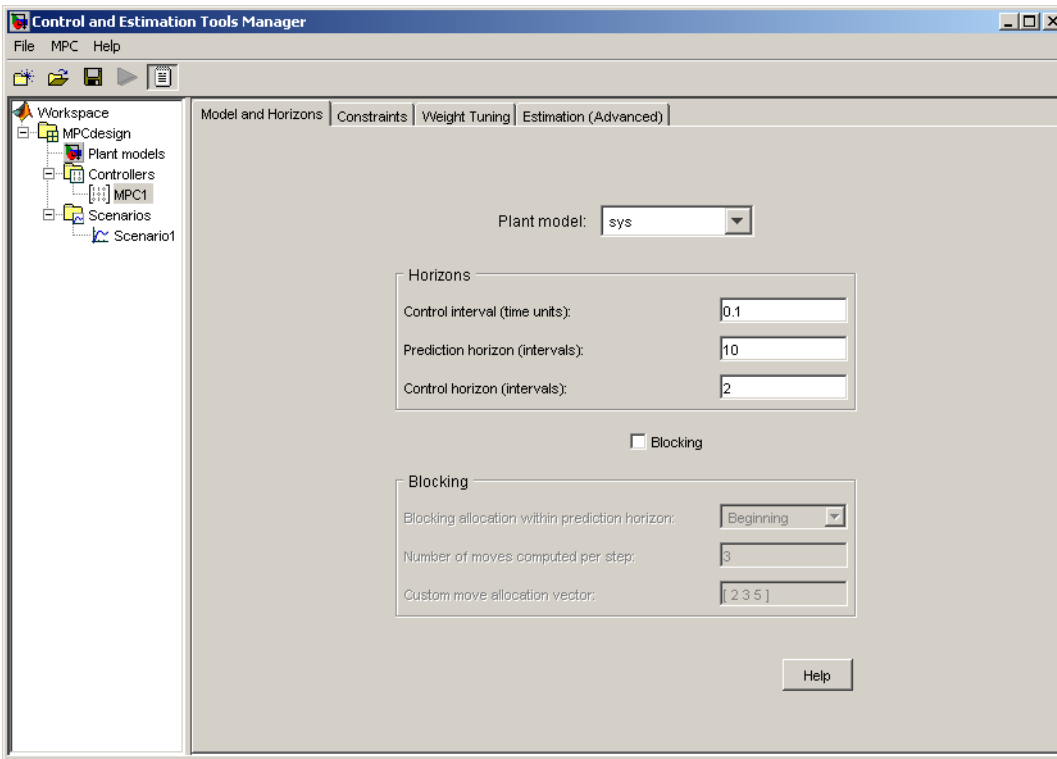 Control and Estimation Tools Manager
File MPC Help
Workspace
MPCdesign
Plant models
Controllers
MPC1
Scenarios
Scenario1
Model and Horizons Constraints Weight Tuning Estimation (Advanced)
Plant model: sys
Horizons
Control interval (time units): 0.1
Prediction horizon (intervals): 10
Control horizon (intervals): 2
Blocking
Blocking
Blocking allocation within prediction horizon: Beginning
Number of moves computed per step: 3
Custom move allocation vector: [ 2 3 5 ]
Help